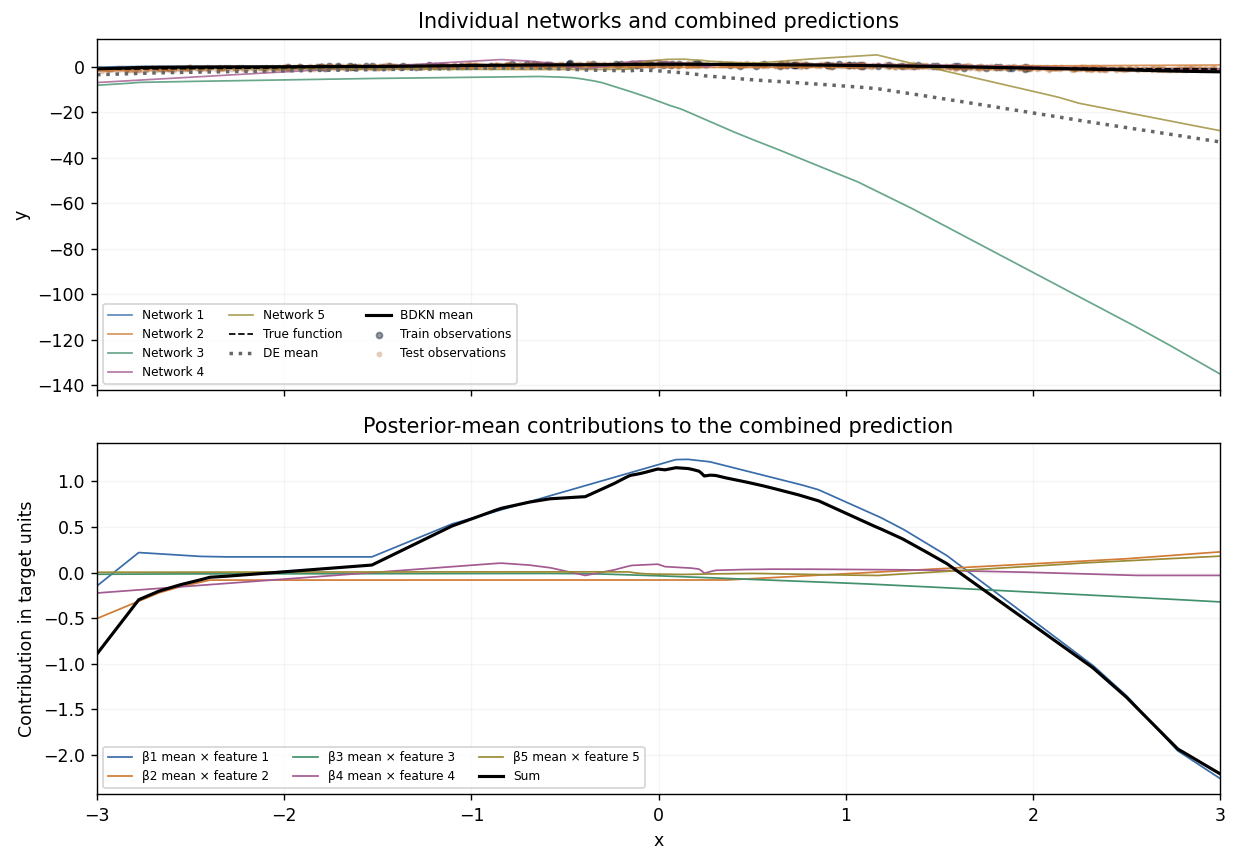 Individual networks and combined predictions
0
−20
−40
−60
−80
−100
−120
−140
y
Network 1
Network 2
Network 3
Network 4
Network 5
True function
DE mean
BDKN mean
Train observations
Test observations
Posterior-mean contributions to the combined prediction
1.0
0.5
0.0
−0.5
−1.0
−1.5
−2.0
Contribution in target units
β1 mean × feature 1
β2 mean × feature 2
β3 mean × feature 3
β4 mean × feature 4
β5 mean × feature 5
Sum
−3 −2 −1 0 1 2 3
x